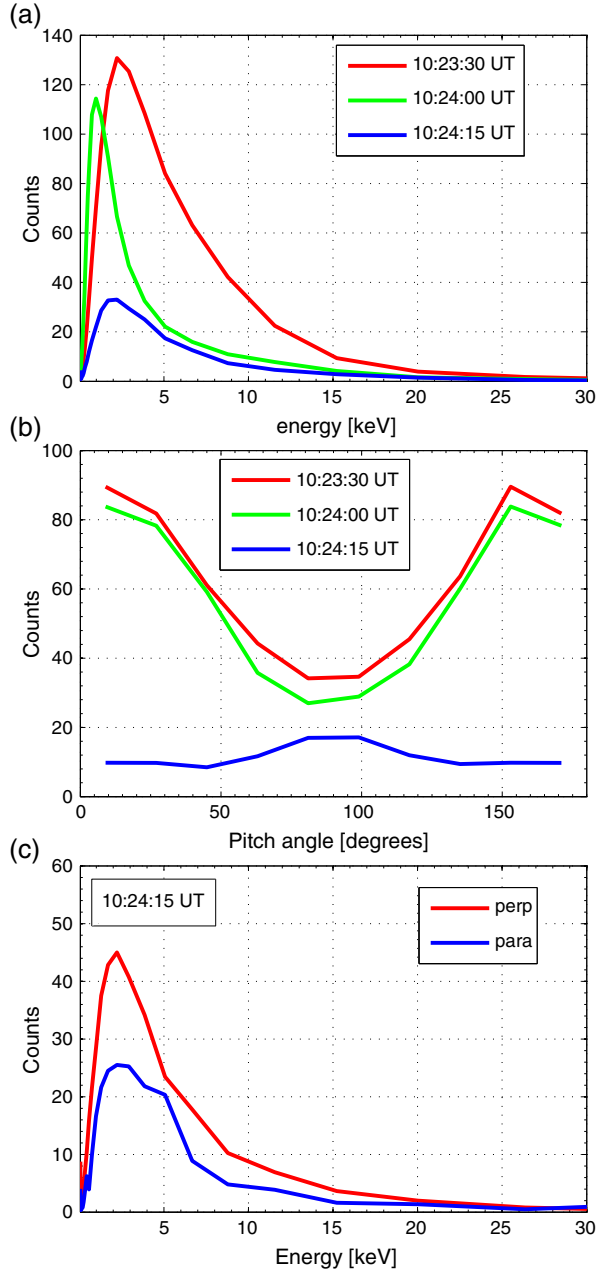 (a)
140
120
100
80
60
40
20
0
Counts
10:23:30 UT
10:24:00 UT
10:24:15 UT
5 10 15 20 25 30
energy [keV]
(b)
100
80
60
40
20
0
Counts
10:23:30 UT
10:24:00 UT
10:24:15 UT
0 50 100 150
Pitch angle [degrees]
(c)
60
50
40
30
20
10
0
Counts
10:24:15 UT
perp
para
5 10 15 20 25 30
Energy [keV]